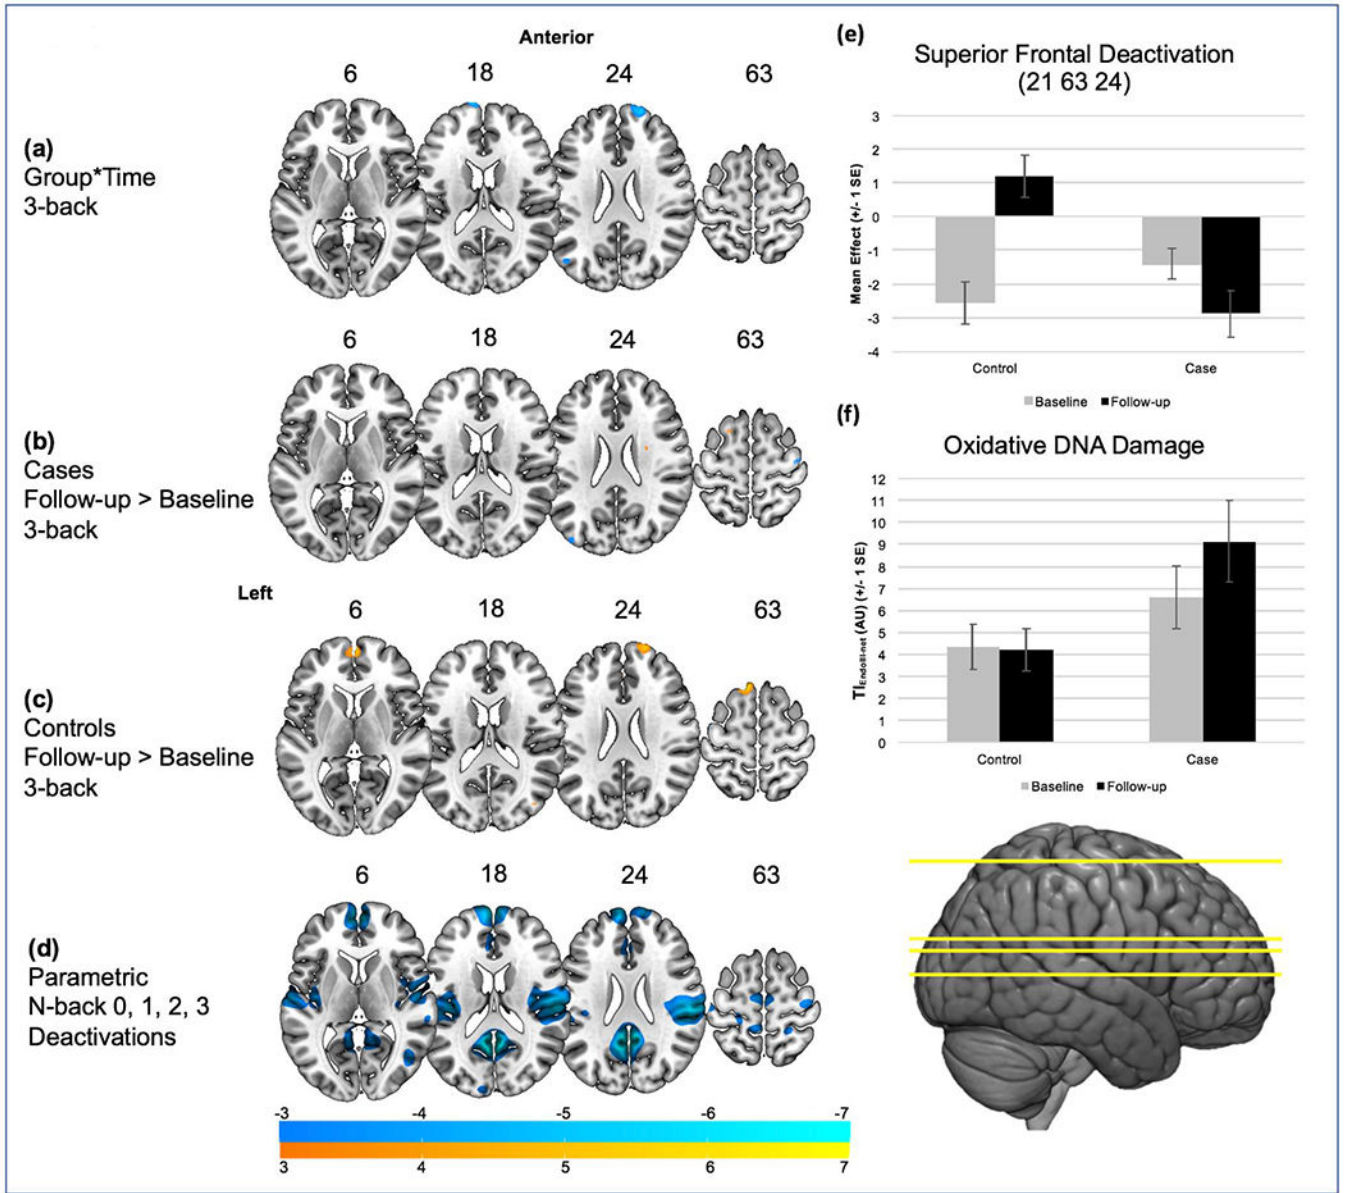 Anterior
6 18 24 63
(a)
Group*Time
3-back
6 18 24 63
(b)
Cases
Follow-up > Baseline
3-back
Left
6 18 24 63
(c)
Controls
Follow-up > Baseline
3-back
6 18 24 63
(d)
Parametric
N-back 0, 1, 2, 3
Deactivations
-3 -4 -5 -6 -7
3 4 5 6 7
(e)
Superior Frontal Deactivation
(21 63 24)
Mean Effect (+/- 1 SE)
3
2
1
0
-1
-2
-3
-4
Control Case
Baseline Follow-up
(f)
Oxidative DNA Damage
TIEndoIII-net (AU) (+/- 1 SE)
12
11
10
9
8
7
6
5
4
3
2
1
0
Control Case
Baseline Follow-up